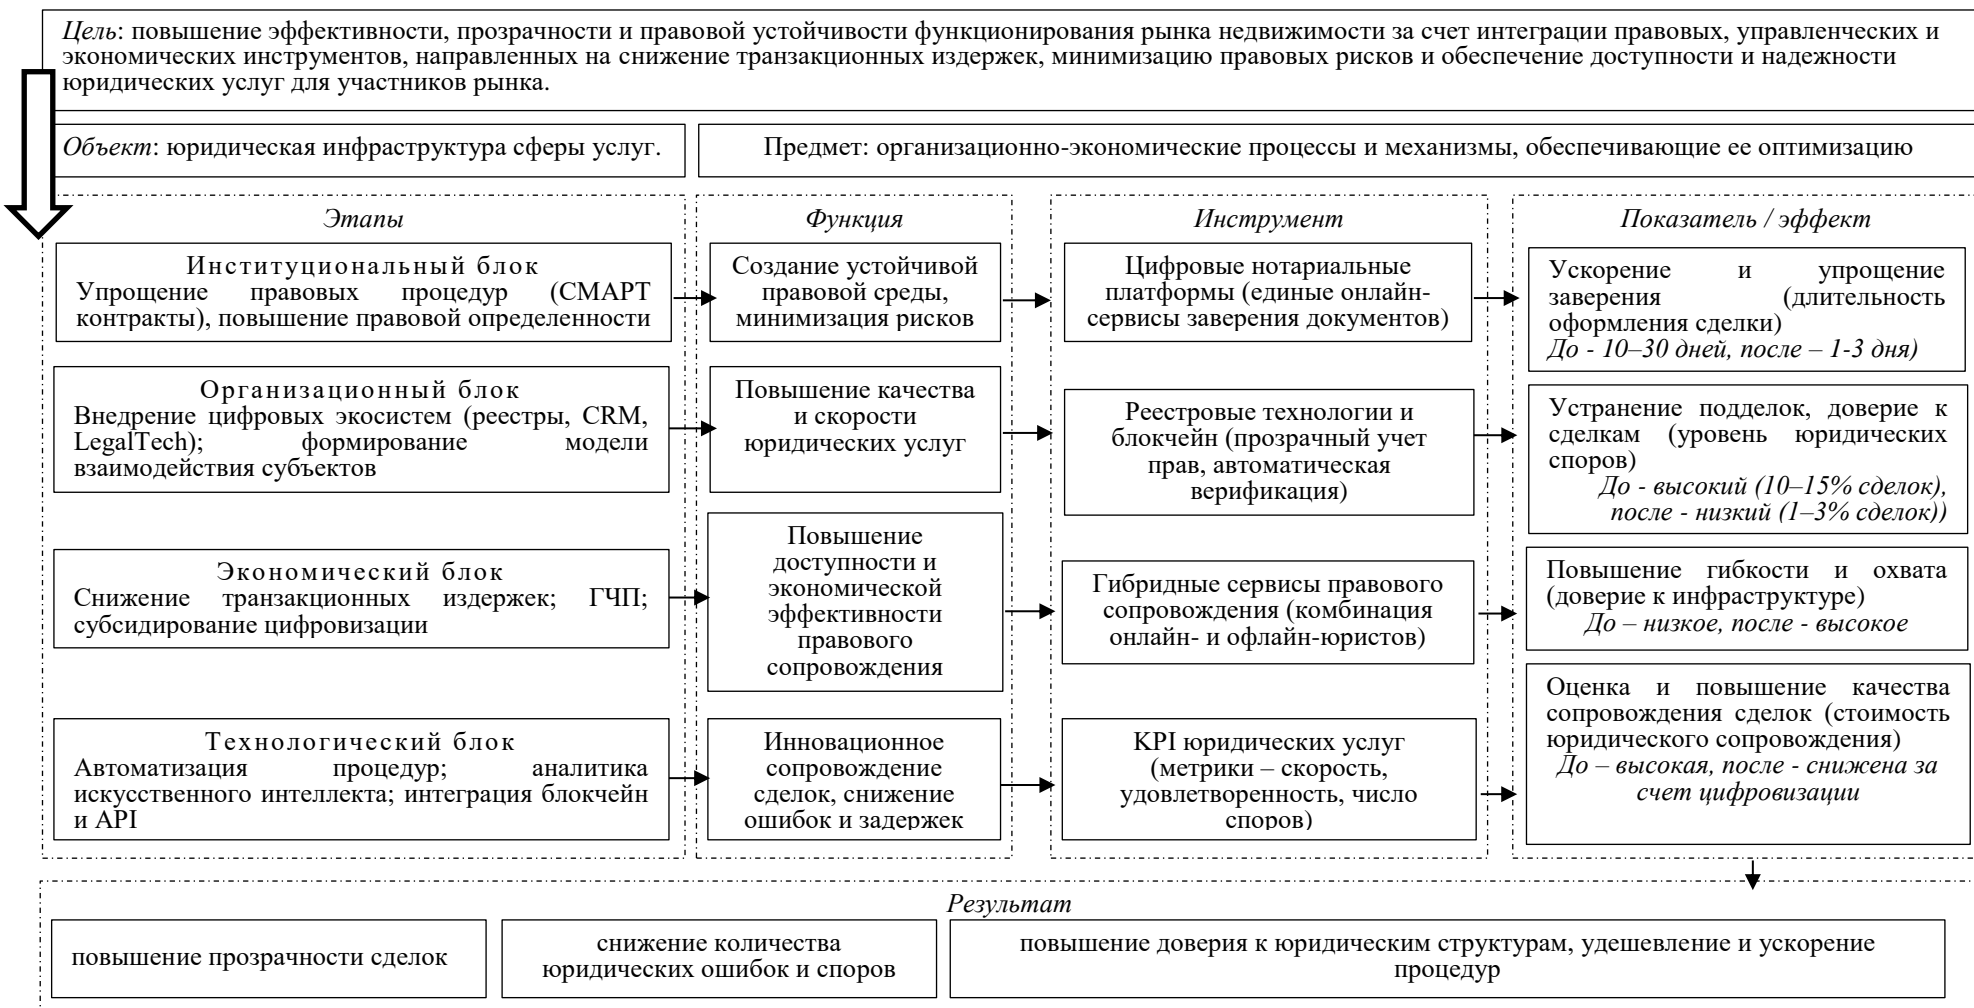 Цель: повышение эффективности, прозрачности и правовой устойчивости функционирования рынка недвижимости за счет интеграции правовых, управленческих и
экономических инструментов, направленных на снижение транзакционных издержек, минимизацию правовых рисков и обеспечение доступности и надежности
юридических услуг для участников рынка.
Объект: юридическая инфраструктура сферы услуг.
Предмет: организационно-экономические процессы и механизмы, обеспечивающие ее оптимизацию
Этапы
Функция
Инструмент
Показатель / эффект
Институциональный блок
Упрощение правовых процедур (СМАРТ
контракты), повышение правовой определенности
Создание устойчивой
правовой среды,
минимизация рисков
Цифровые нотариальные
платформы (единые онлайн-
сервисы заверения документов)
Ускорение и упрощение
заверения (длительность
оформления сделки)
До - 10–30 дней, после – 1-3 дня)
Организационный блок
Внедрение цифровых экосистем (реестры, CRM,
LegalTech); формирование модели
взаимодействия субъектов
Повышение качества
и скорости
юридических услуг
Реестровые технологии и
блокчейн (прозрачный учет
прав, автоматическая
верификация)
Устранение подделок, доверие к
сделкам (уровень юридических
споров)
До - высокий (10–15% сделок),
после - низкий (1–3% сделок))
Экономический блок
Снижение транзакционных издержек; ГЧП;
субсидирование цифровизации
Повышение
доступности и
экономической
эффективности
правового
сопровождения
Гибридные сервисы правового
сопровождения (комбинация
онлайн- и офлайн-юристов)
Повышение гибкости и охвата
(доверие к инфраструктуре)
До – низкое, после - высокое
Технологический блок
Автоматизация процедур; аналитика
искусственного интеллекта; интеграция блокчейн
и API
Инновационное
сопровождение
сделок, снижение
ошибок и задержек
KPI юридических услуг
(метрики – скорость,
удовлетворенность, число
споров)
Оценка и повышение качества
сопровождения сделок (стоимость
юридического сопровождения)
До – высокая, после - снижена за
счет цифровизации
Результат
повышение прозрачности сделок
снижение количества
юридических ошибок и споров
повышение доверия к юридическим структурам, удешевление и ускорение
процедур